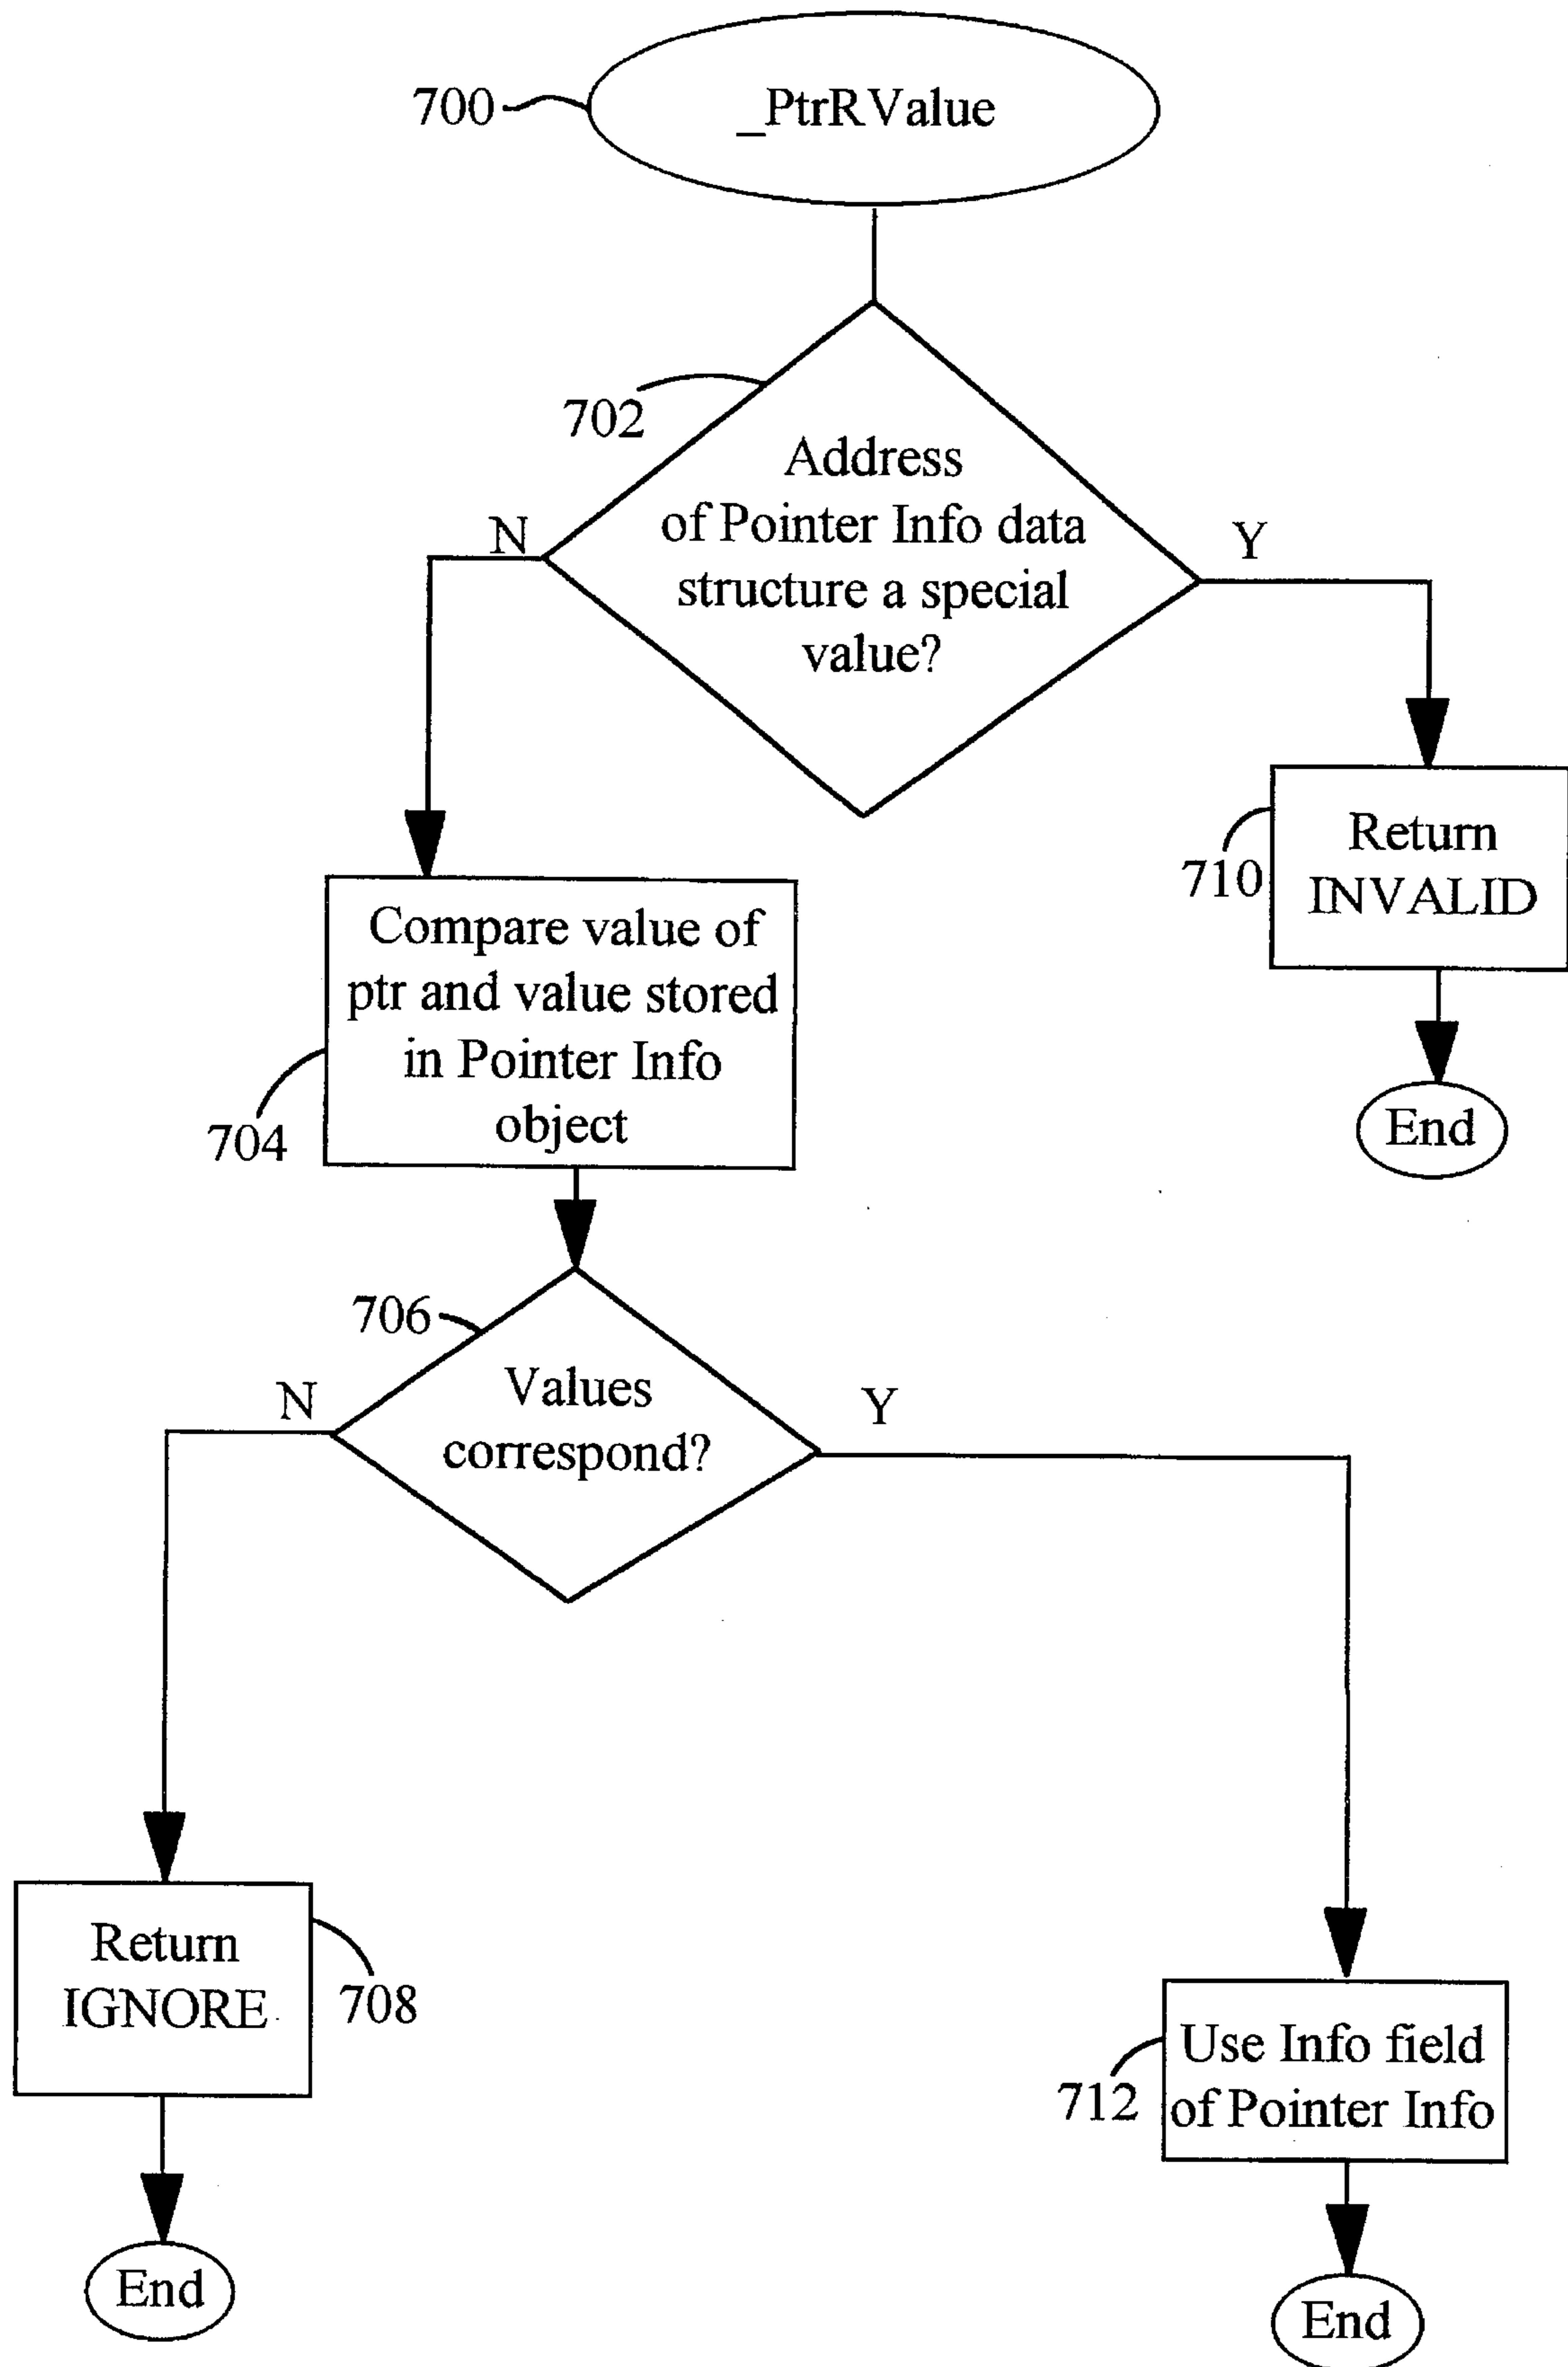 700
_PtrRValue
702
Address
of Pointer Info data
structure a special
value?
N
Y
Return
INVALID
710
End
Compare value of
ptr and value stored
in Pointer Info
object
704
706
Values
correspond?
N
Y
Return
IGNORE
708
End
Use Info field
of Pointer Info
712
End